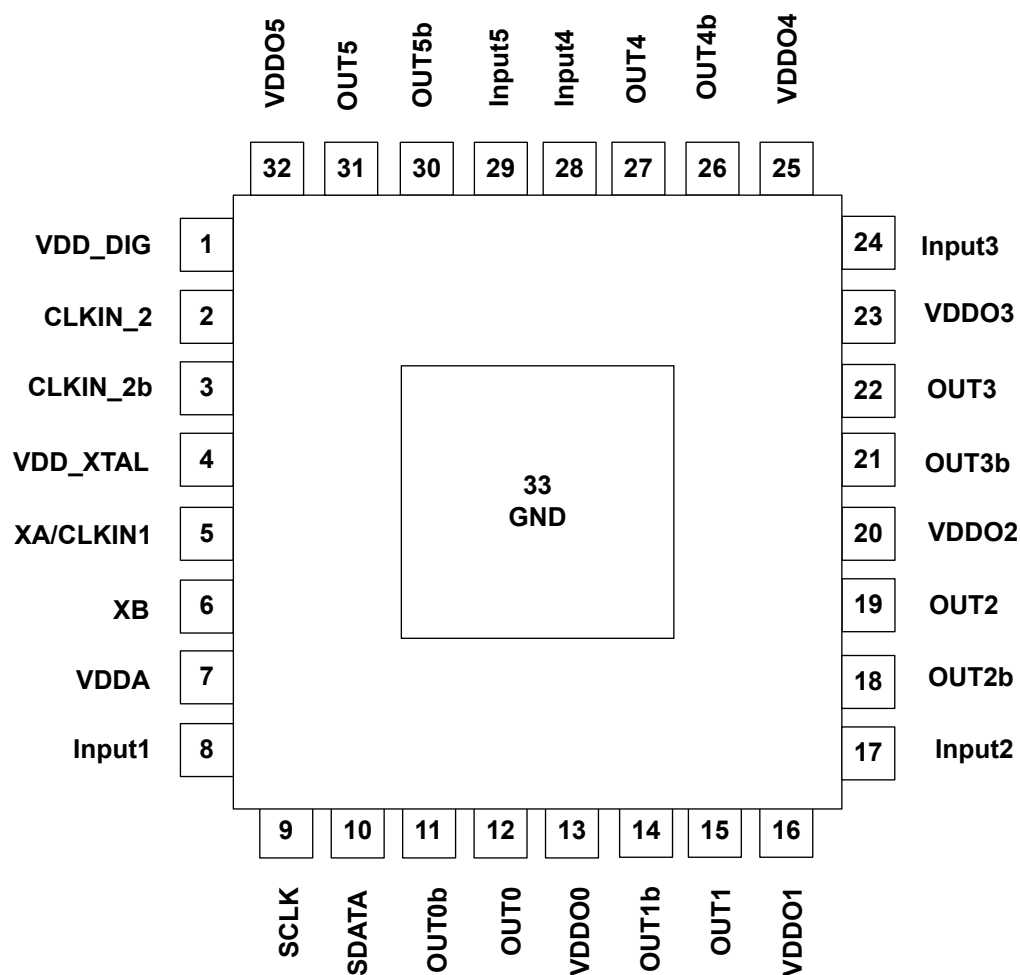 VDDO5
OUT5
OUT5b
Input5
Input4
OUT4
OUT4b
VDDO4
32
31
30
29
28
27
26
25
VDD_DIG 1
CLKIN_2 2
CLKIN_2b 3
VDD_XTAL 4
XA/CLKIN1 5
XB 6
VDDA 7
Input1 8
33
GND
24 Input3
23 VDDO3
22 OUT3
21 OUT3b
20 VDDO2
19 OUT2
18 OUT2b
17 Input2
9
10
11
12
13
14
15
16
SCLK
SDATA
OUT0b
OUT0
VDDO0
OUT1b
OUT1
VDDO1